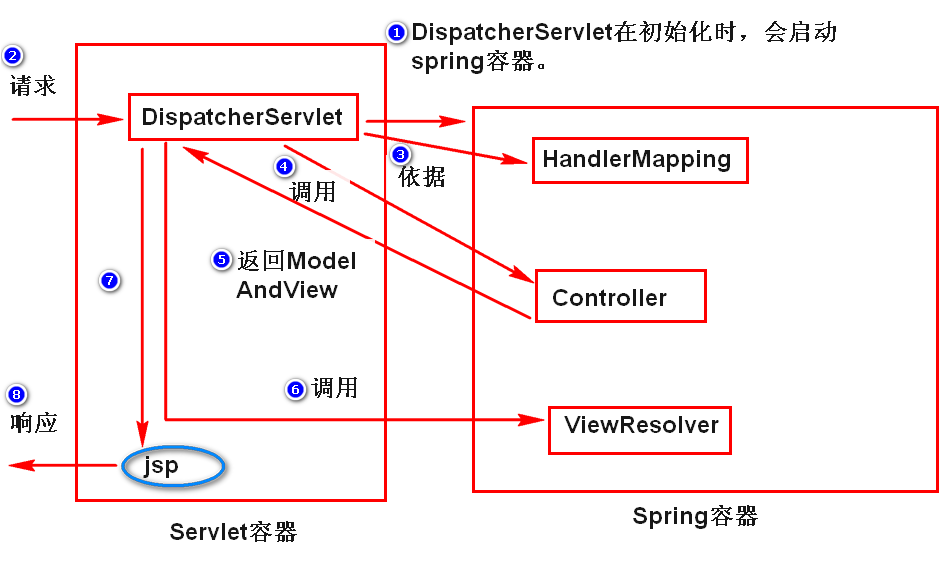 ① DispatcherServlet在初始化时，会启动
spring容器。
②
请求
DispatcherServlet
HandlerMapping
③
依据
④
调用
⑤ 返回Model
AndView
Controller
⑦
⑥ 调用
ViewResolver
⑧
响应
jsp
Servlet容器
Spring容器